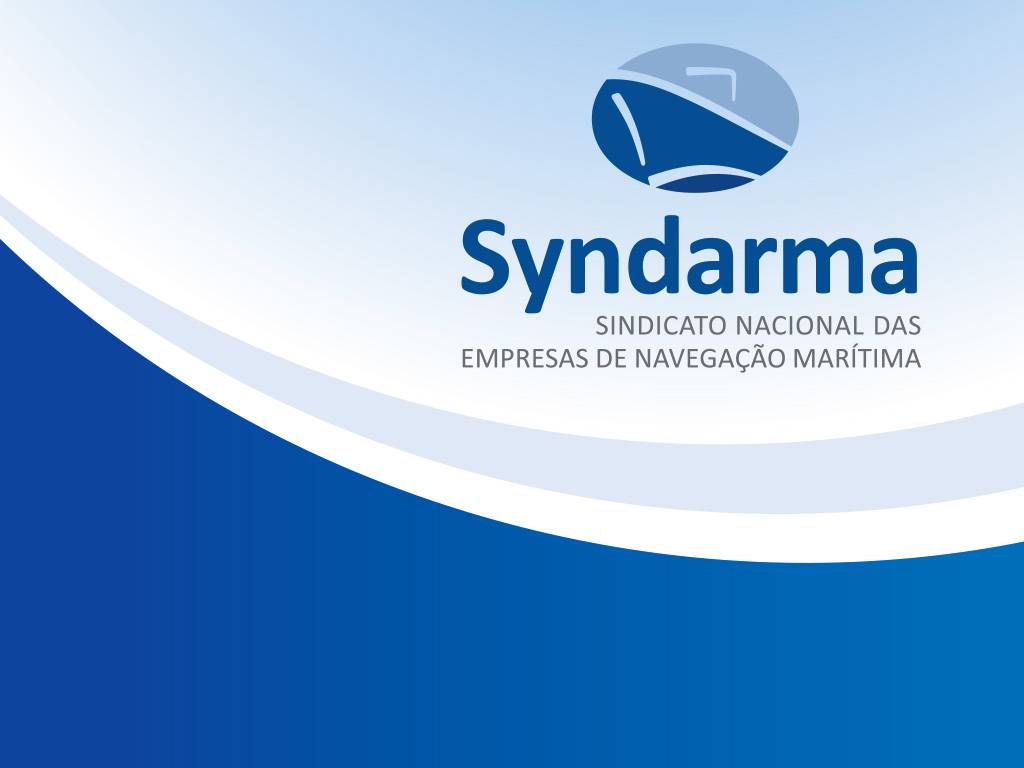 Syndarma
SINDICATO NACIONAL DAS
EMPRESAS DE NAVEGAÇÃO MARÍTIMA